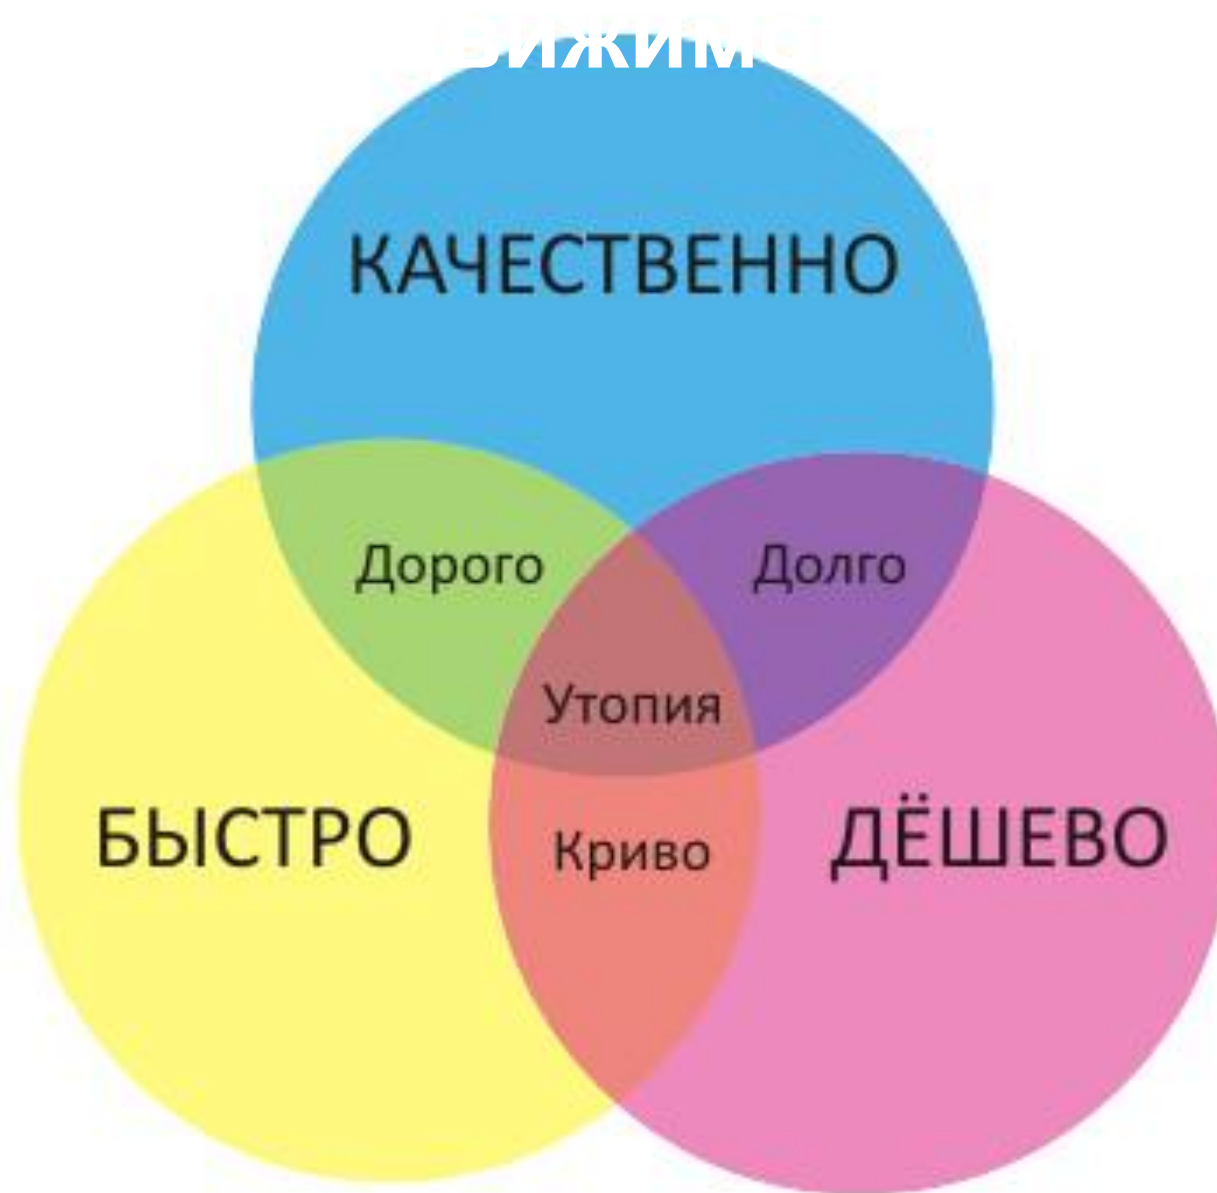 КАЧЕСТВЕННО
Дорого
Долго
Утопия
БЫСТРО
Криво
ДЁШЕВО